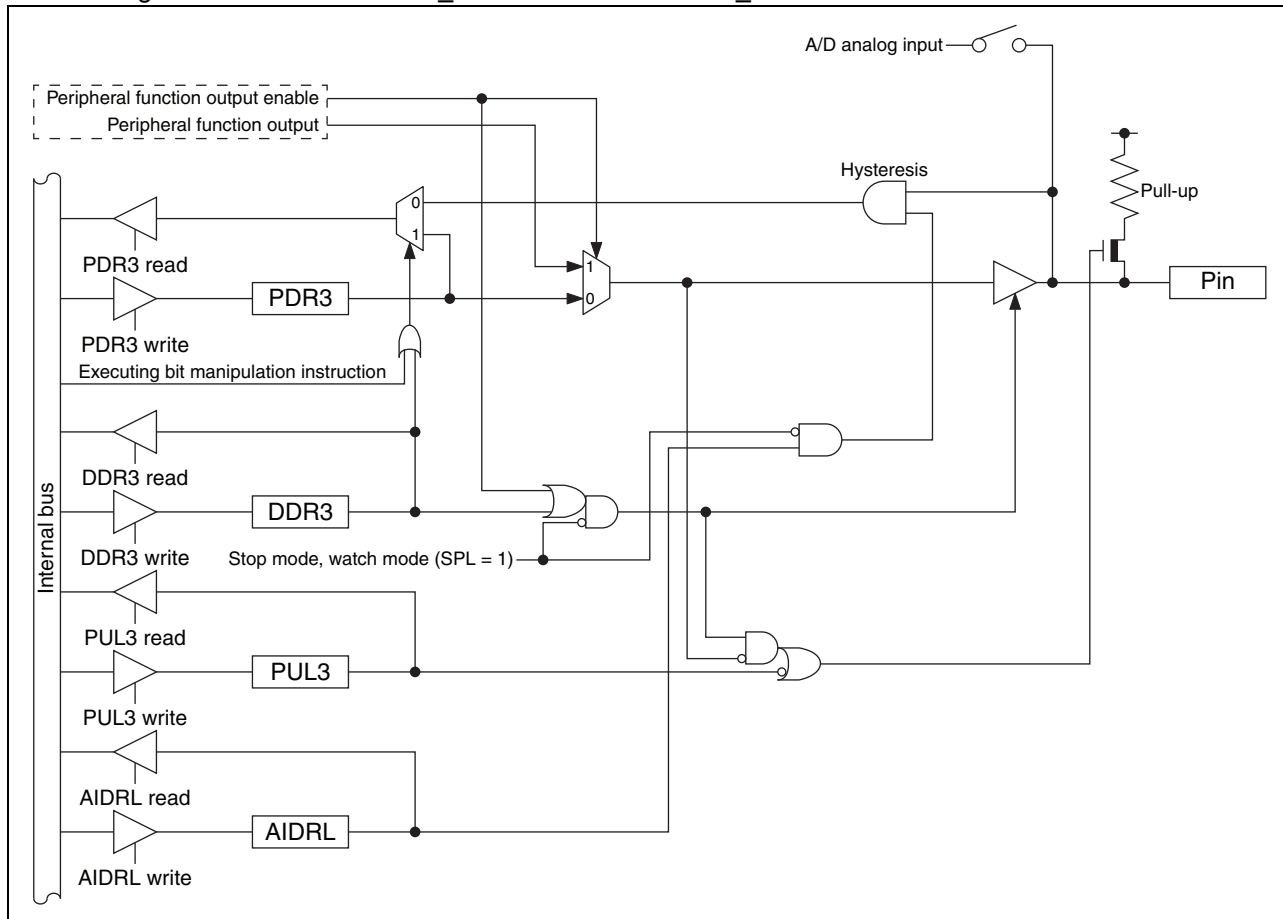 A/D analog input
Peripheral function output enable
Peripheral function output
Hysteresis
Pull-up
0
1
PDR3 read
1
0
Pin
PDR3
PDR3 write
Executing bit manipulation instruction
DDR3 read
DDR3
DDR3 write
Stop mode, watch mode (SPL = 1)
Internal bus
PUL3 read
PUL3
PUL3 write
AIDRL read
AIDRL
AIDRL write